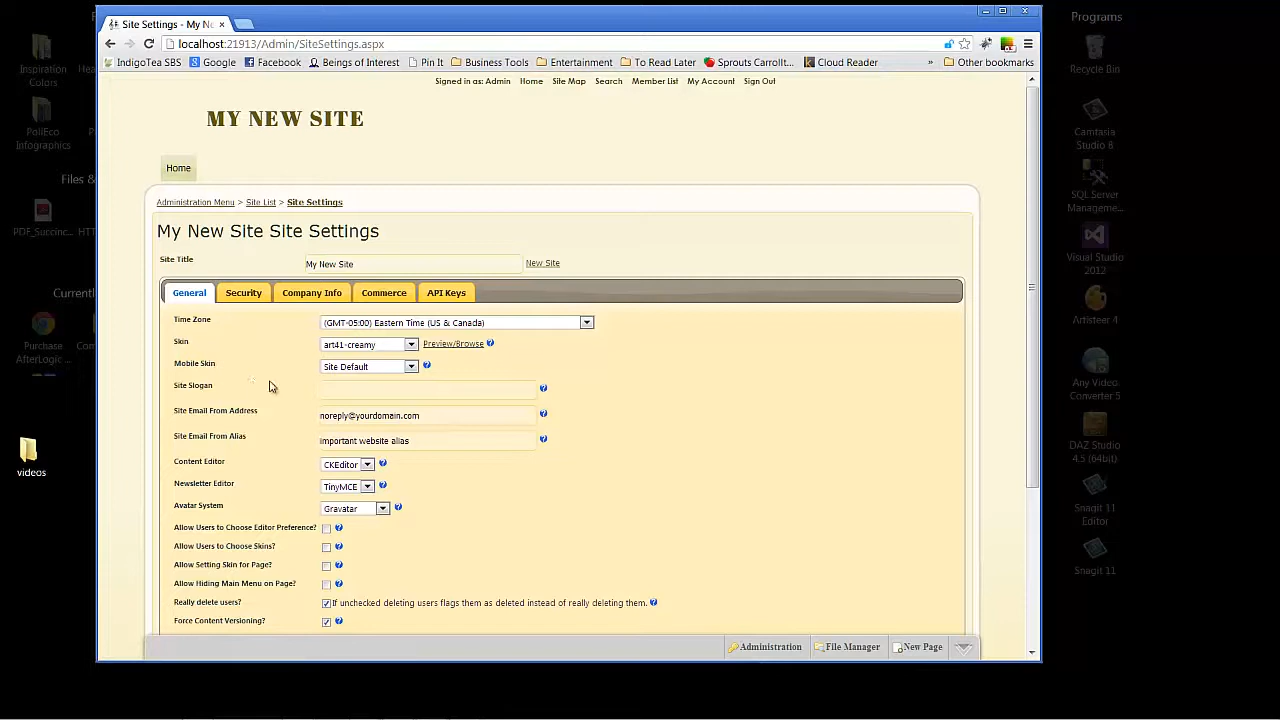 Site Settings - My Ne
localhost:21913/Admin/SiteSettings.aspx
IndigoTea SBS Google Facebook Beings of Interest Pin It Business Tools Entertainment To Read Later Sprouts Carrollt... Cloud Reader » Other bookmarks
Signed in as: Admin Home Site Map Search Member List My Account Sign Out
MY NEW SITE
Home
Administration Menu > Site List > Site Settings
My New Site Site Settings
Site Title My New Site New Site
General Security Company Info Commerce API Keys
Time Zone (GMT-05:00) Eastern Time (US & Canada)
Skin art41-creamy Preview/Browse
Mobile Skin Site Default
Site Slogan
Site Email From Address noreply@yourdomain.com
Site Email From Alias important website alias
Content Editor CKEditor
Newsletter Editor TinyMCE
Avatar System Gravatar
Allow Users to Choose Editor Preference?
Allow Users to Choose Skins?
Allow Setting Skin for Page?
Allow Hiding Main Menu on Page?
Really delete users? If unchecked deleting users flags them as deleted instead of really deleting them.
Force Content Versioning?
Administration File Manager New Page
Inspiration
Colors
PoliEco
Infographics
Files &
PDF_Succinc...
Currentl
Purchase
AfterLogic ...
videos
Programs
Recycle Bin
Camtasia
Studio 8
SQL Server
Manageme...
Visual Studio
2012
Artisteer 4
Any Video
Converter 5
DAZ Studio
4.5 (64bit)
Snagit 11
Editor
Snagit 11